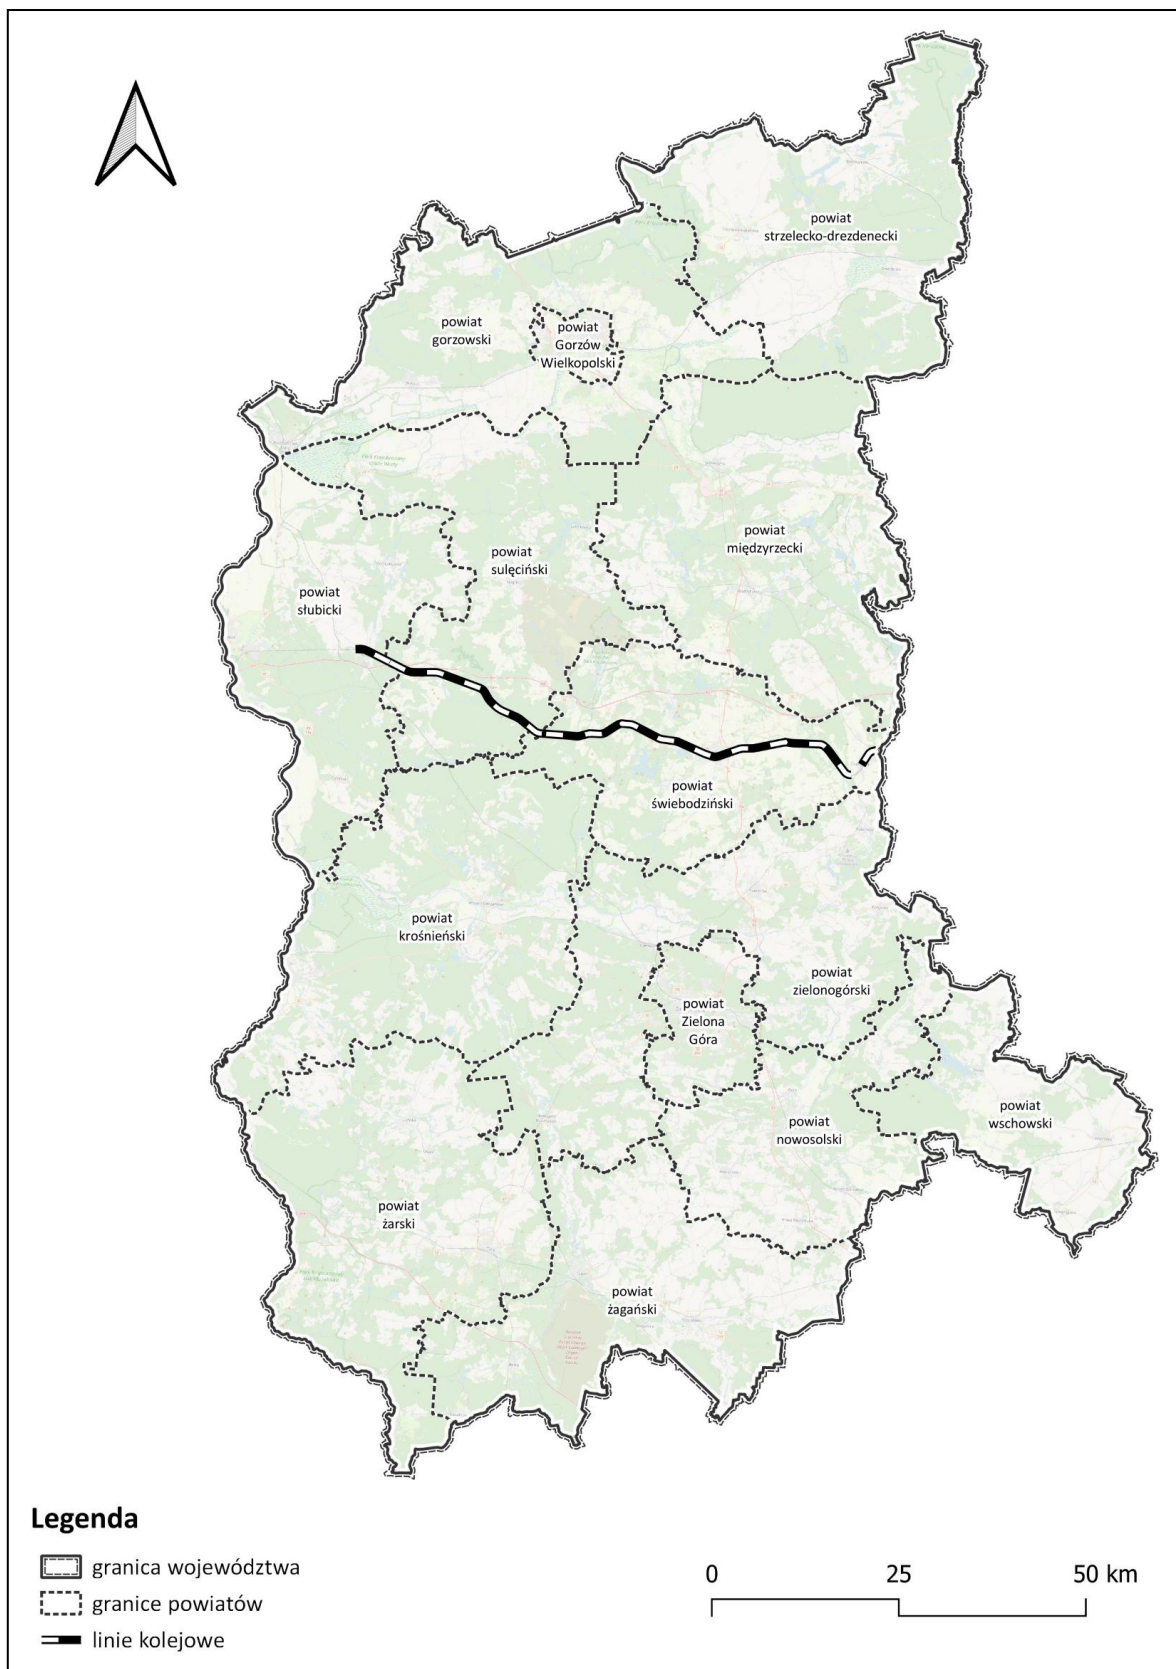 powiat
strzelecko-drezdenecki
powiat
gorzowski
powiat
Gorzów
Wielkopolski
powiat
międzyrzecki
powiat
sulęciński
powiat
słubicki
powiat
świebodziński
powiat
krośnieński
powiat
zielonogórski
powiat
Zielona
Góra
powiat
nowosolski
powiat
wschowski
powiat
żarski
powiat
żagański
Legenda
granica województwa
granice powiatów
linie kolejowe
0 25 50 km